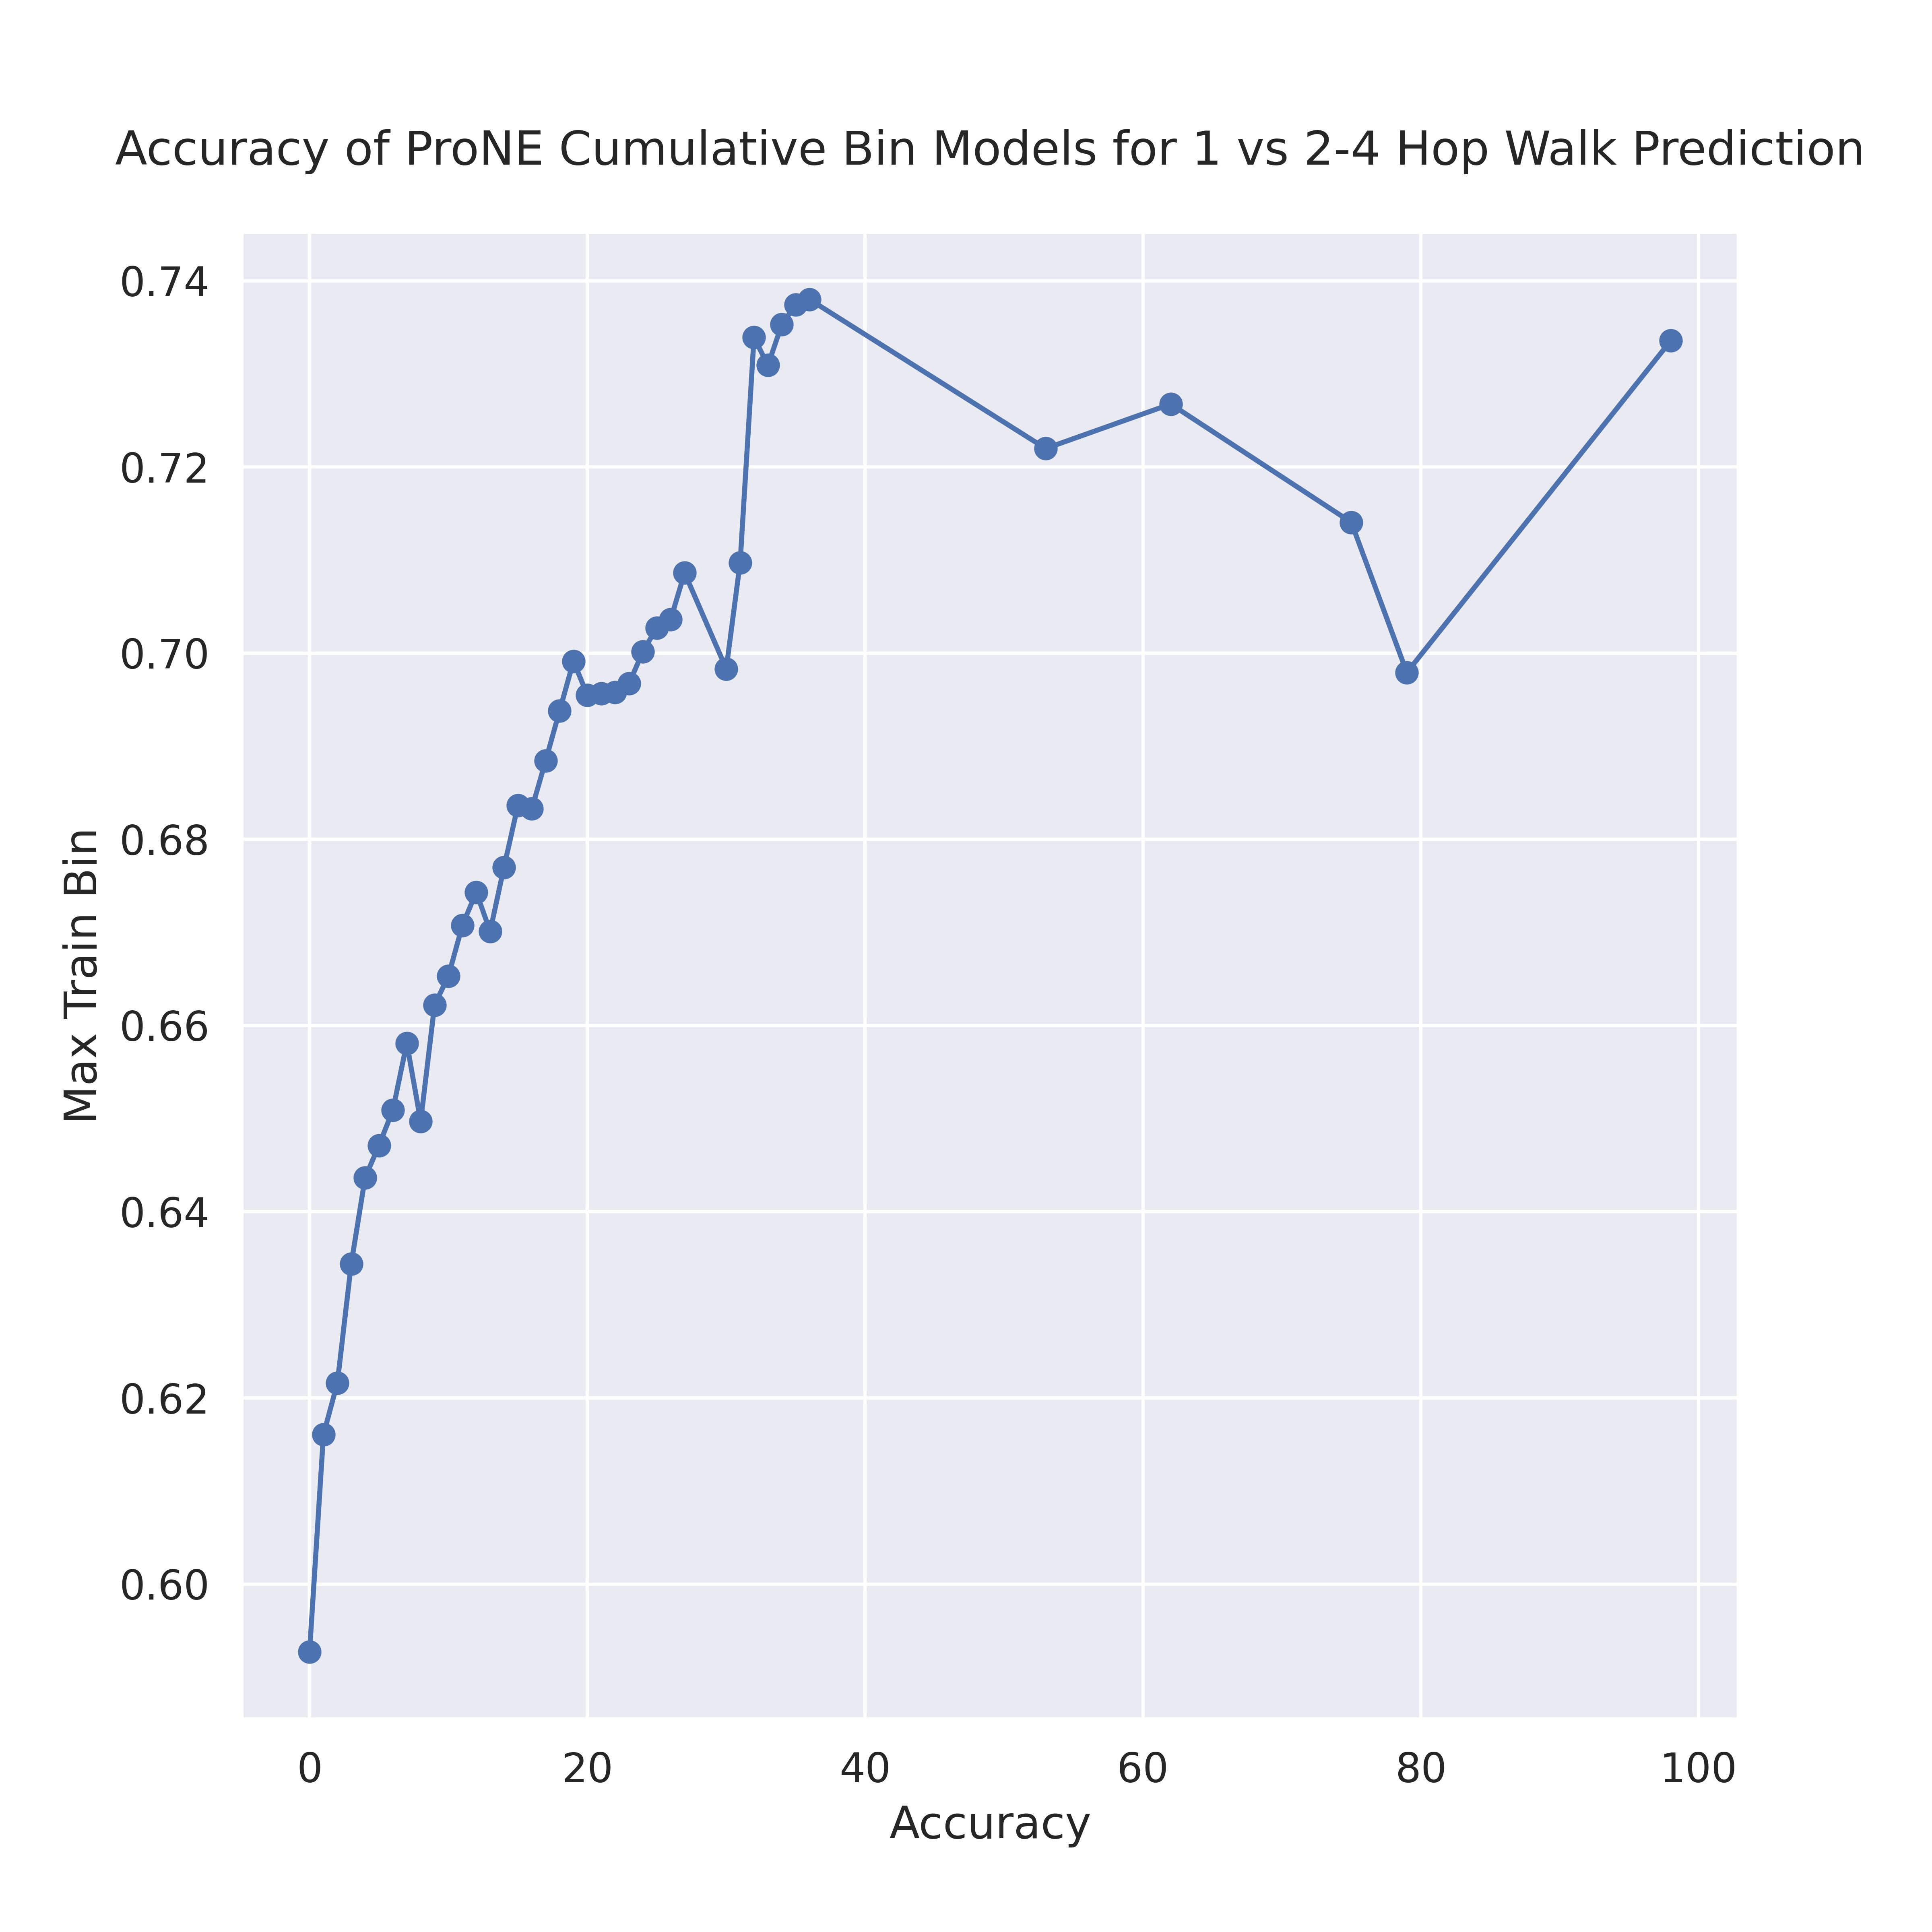 Accuracy of ProNE Cumulative Bin Models for 1 vs 2-4 Hop Walk Prediction
0.74
0.72
0.70
0.68
0.66
0.64
0.62
0.60
Max Train Bin
0 20 40 60 80 100
Accuracy